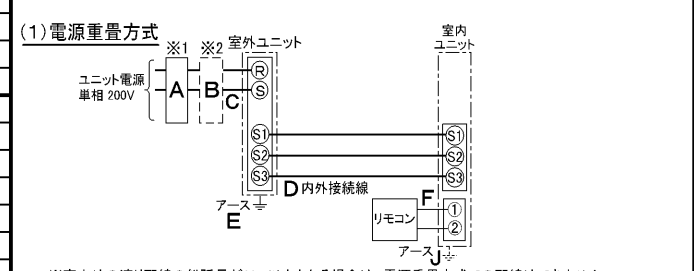 (1)電源重畳方式
※1 ※2 室外ユニット
室内
ユニット
ユニット電源
単相 200V
A
B
C
R
S
S1
S2
S3
S1
S2
S3
D 内外接続線
アース
E
F
リモコン
①
②
アース
J